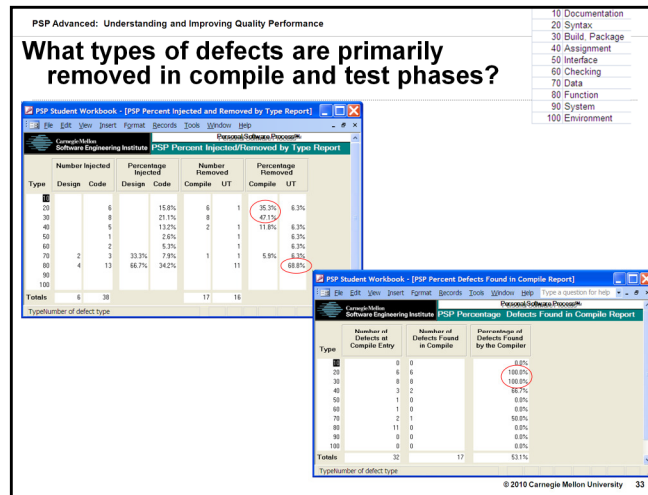 PSP Advanced: Understanding and Improving Quality Performance
10 Documentation
20 Syntax
30 Build, Package
40 Assignment
50 Interface
60 Checking
70 Data
80 Function
90 System
100 Environment
What types of defects are primarily
removed in compile and test phases?
PSP Student Workbook - [PSP Percent Injected and Removed by Type Report]
File Edit View Insert Format Records Tools Window Help
Personal Software Process
CarnegieMellon
Software Engineering Institute PSP Percent Injected/Removed by Type Report
Number Injected Percentage Injected Number Removed Percentage Removed
Type Design Code Design Code Compile UT Compile UT
10
20 6 15.8% 6 1 35.3% 6.3%
30 8 21.1% 8 47.1%
40 5 13.2% 2 1 11.8% 6.3%
50 1 2.6% 1 6.3%
60 2 5.3% 1 6.3%
70 2 3 33.3% 7.9% 1 1 5.9% 6.3%
80 4 13 66.7% 34.2% 11 68.8%
90
100
Totals 6 38 17 16
TypeNumber of defect type
PSP Student Workbook - [PSP Percent Defects Found in Compile Report]
File Edit View Insert Format Records Tools Window Help Type a question for help
Personal Software Process
CarnegieMellon
Software Engineering Institute PSP Percentage Defects Found in Compile Report
Type Number of Defects at Compile Entry Number of Defects Found in Compile Percentage of Defects Found by the Compiler
10 0 0 0.0%
20 6 6 100.0%
30 8 8 100.0%
40 3 2 66.7%
50 1 0 0.0%
60 1 0 0.0%
70 2 1 50.0%
80 11 0 0.0%
90 0 0 0.0%
100 0 0 0.0%
Totals 32 17 53.1%
TypeNumber of defect type
© 2010 Carnegie Mellon University 33